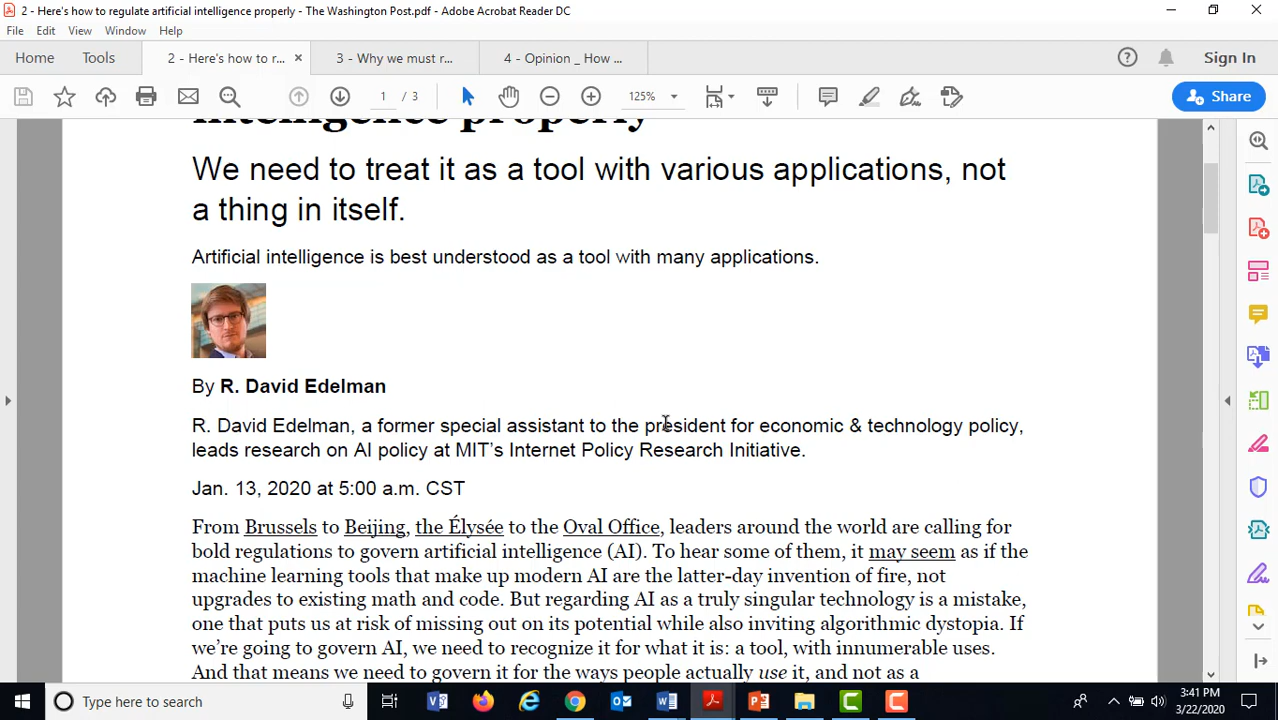 2 - Here's how to regulate artificial intelligence properly - The Washington Post.pdf - Adobe Acrobat Reader DC
File Edit View Window Help
Home Tools 2 - Here's how to r... × 3 - Why we must r... 4 - Opinion _ How ... Sign In
1 / 3 125% Share
intelligence properly
We need to treat it as a tool with various applications, not
a thing in itself.
Artificial intelligence is best understood as a tool with many applications.
By R. David Edelman
R. David Edelman, a former special assistant to the president for economic & technology policy,
leads research on AI policy at MIT’s Internet Policy Research Initiative.
Jan. 13, 2020 at 5:00 a.m. CST
From Brussels to Beijing, the Élysée to the Oval Office, leaders around the world are calling for
bold regulations to govern artificial intelligence (AI). To hear some of them, it may seem as if the
machine learning tools that make up modern AI are the latter-day invention of fire, not
upgrades to existing math and code. But regarding AI as a truly singular technology is a mistake,
one that puts us at risk of missing out on its potential while also inviting algorithmic dystopia. If
we’re going to govern AI, we need to recognize it for what it is: a tool, with innumerable uses.
And that means we need to govern it for the ways people actually use it, and not as a
Type here to search
3:41 PM
3/22/2020